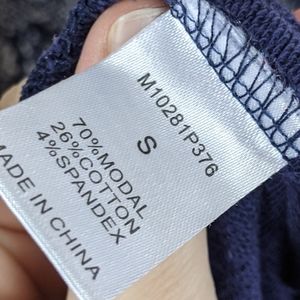 M10281P376
S
70%MODAL
26%COTTON
4%SPANDEX
MADE IN CHINA